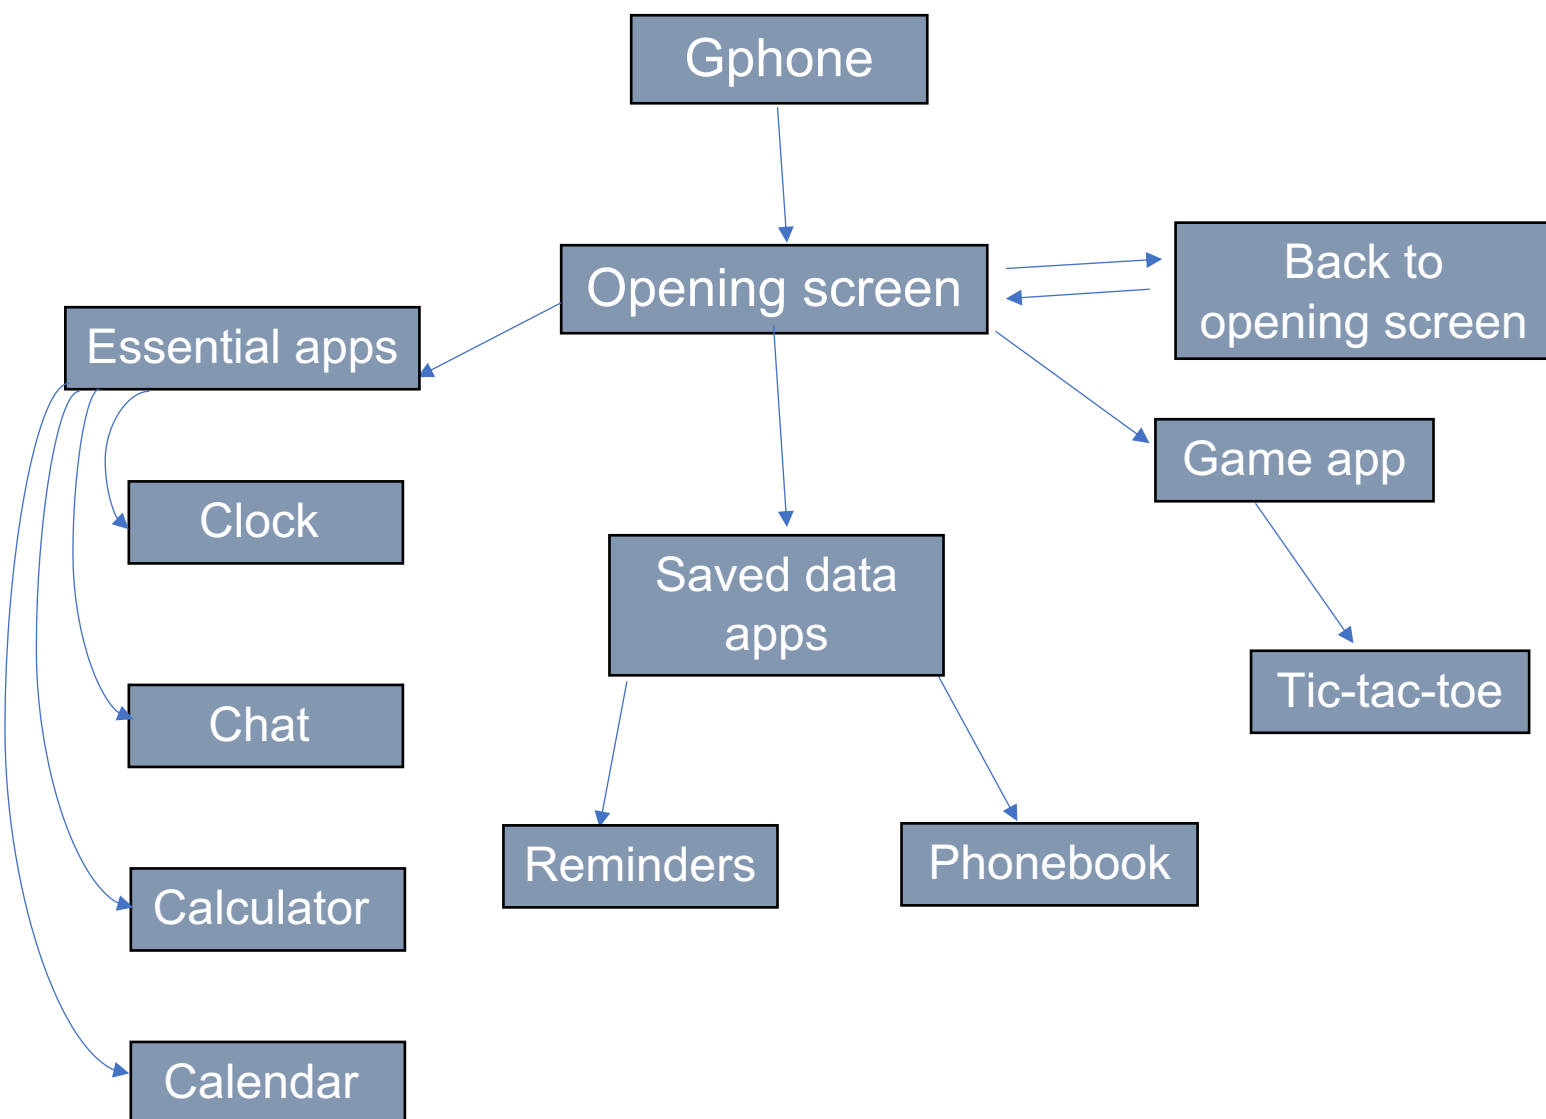 Gphone
Opening screen
Back to
opening screen
Essential apps
Game app
Clock
Saved data
apps
Tic-tac-toe
Chat
Reminders
Phonebook
Calculator
Calendar